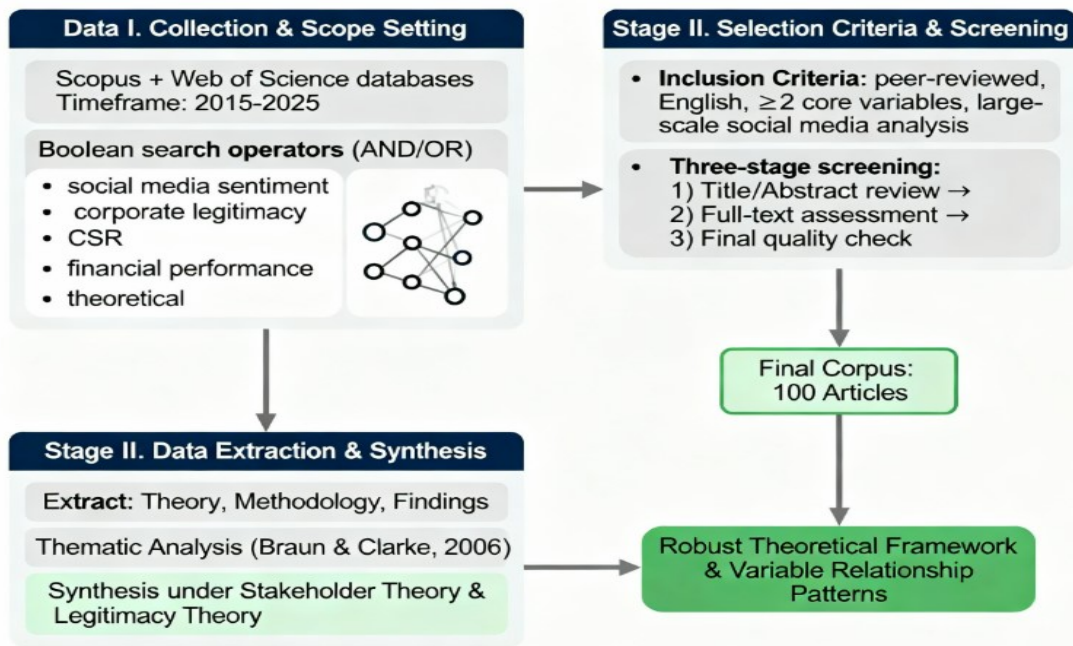 Data I. Collection & Scope Setting
Scopus + Web of Science databases
Timeframe: 2015-2025
Boolean search operators (AND/OR)
• social media sentiment
• corporate legitimacy
• CSR
• financial performance
• theoretical
Stage II. Selection Criteria & Screening
• Inclusion Criteria: peer-reviewed,
English, ≥2 core variables, large-
scale social media analysis
• Three-stage screening:
1) Title/Abstract review →
2) Full-text assessment →
3) Final quality check
Final Corpus:
100 Articles
Stage II. Data Extraction & Synthesis
Extract: Theory, Methodology, Findings
Thematic Analysis (Braun & Clarke, 2006)
Synthesis under Stakeholder Theory &
Legitimacy Theory
Robust Theoretical Framework
& Variable Relationship
Patterns